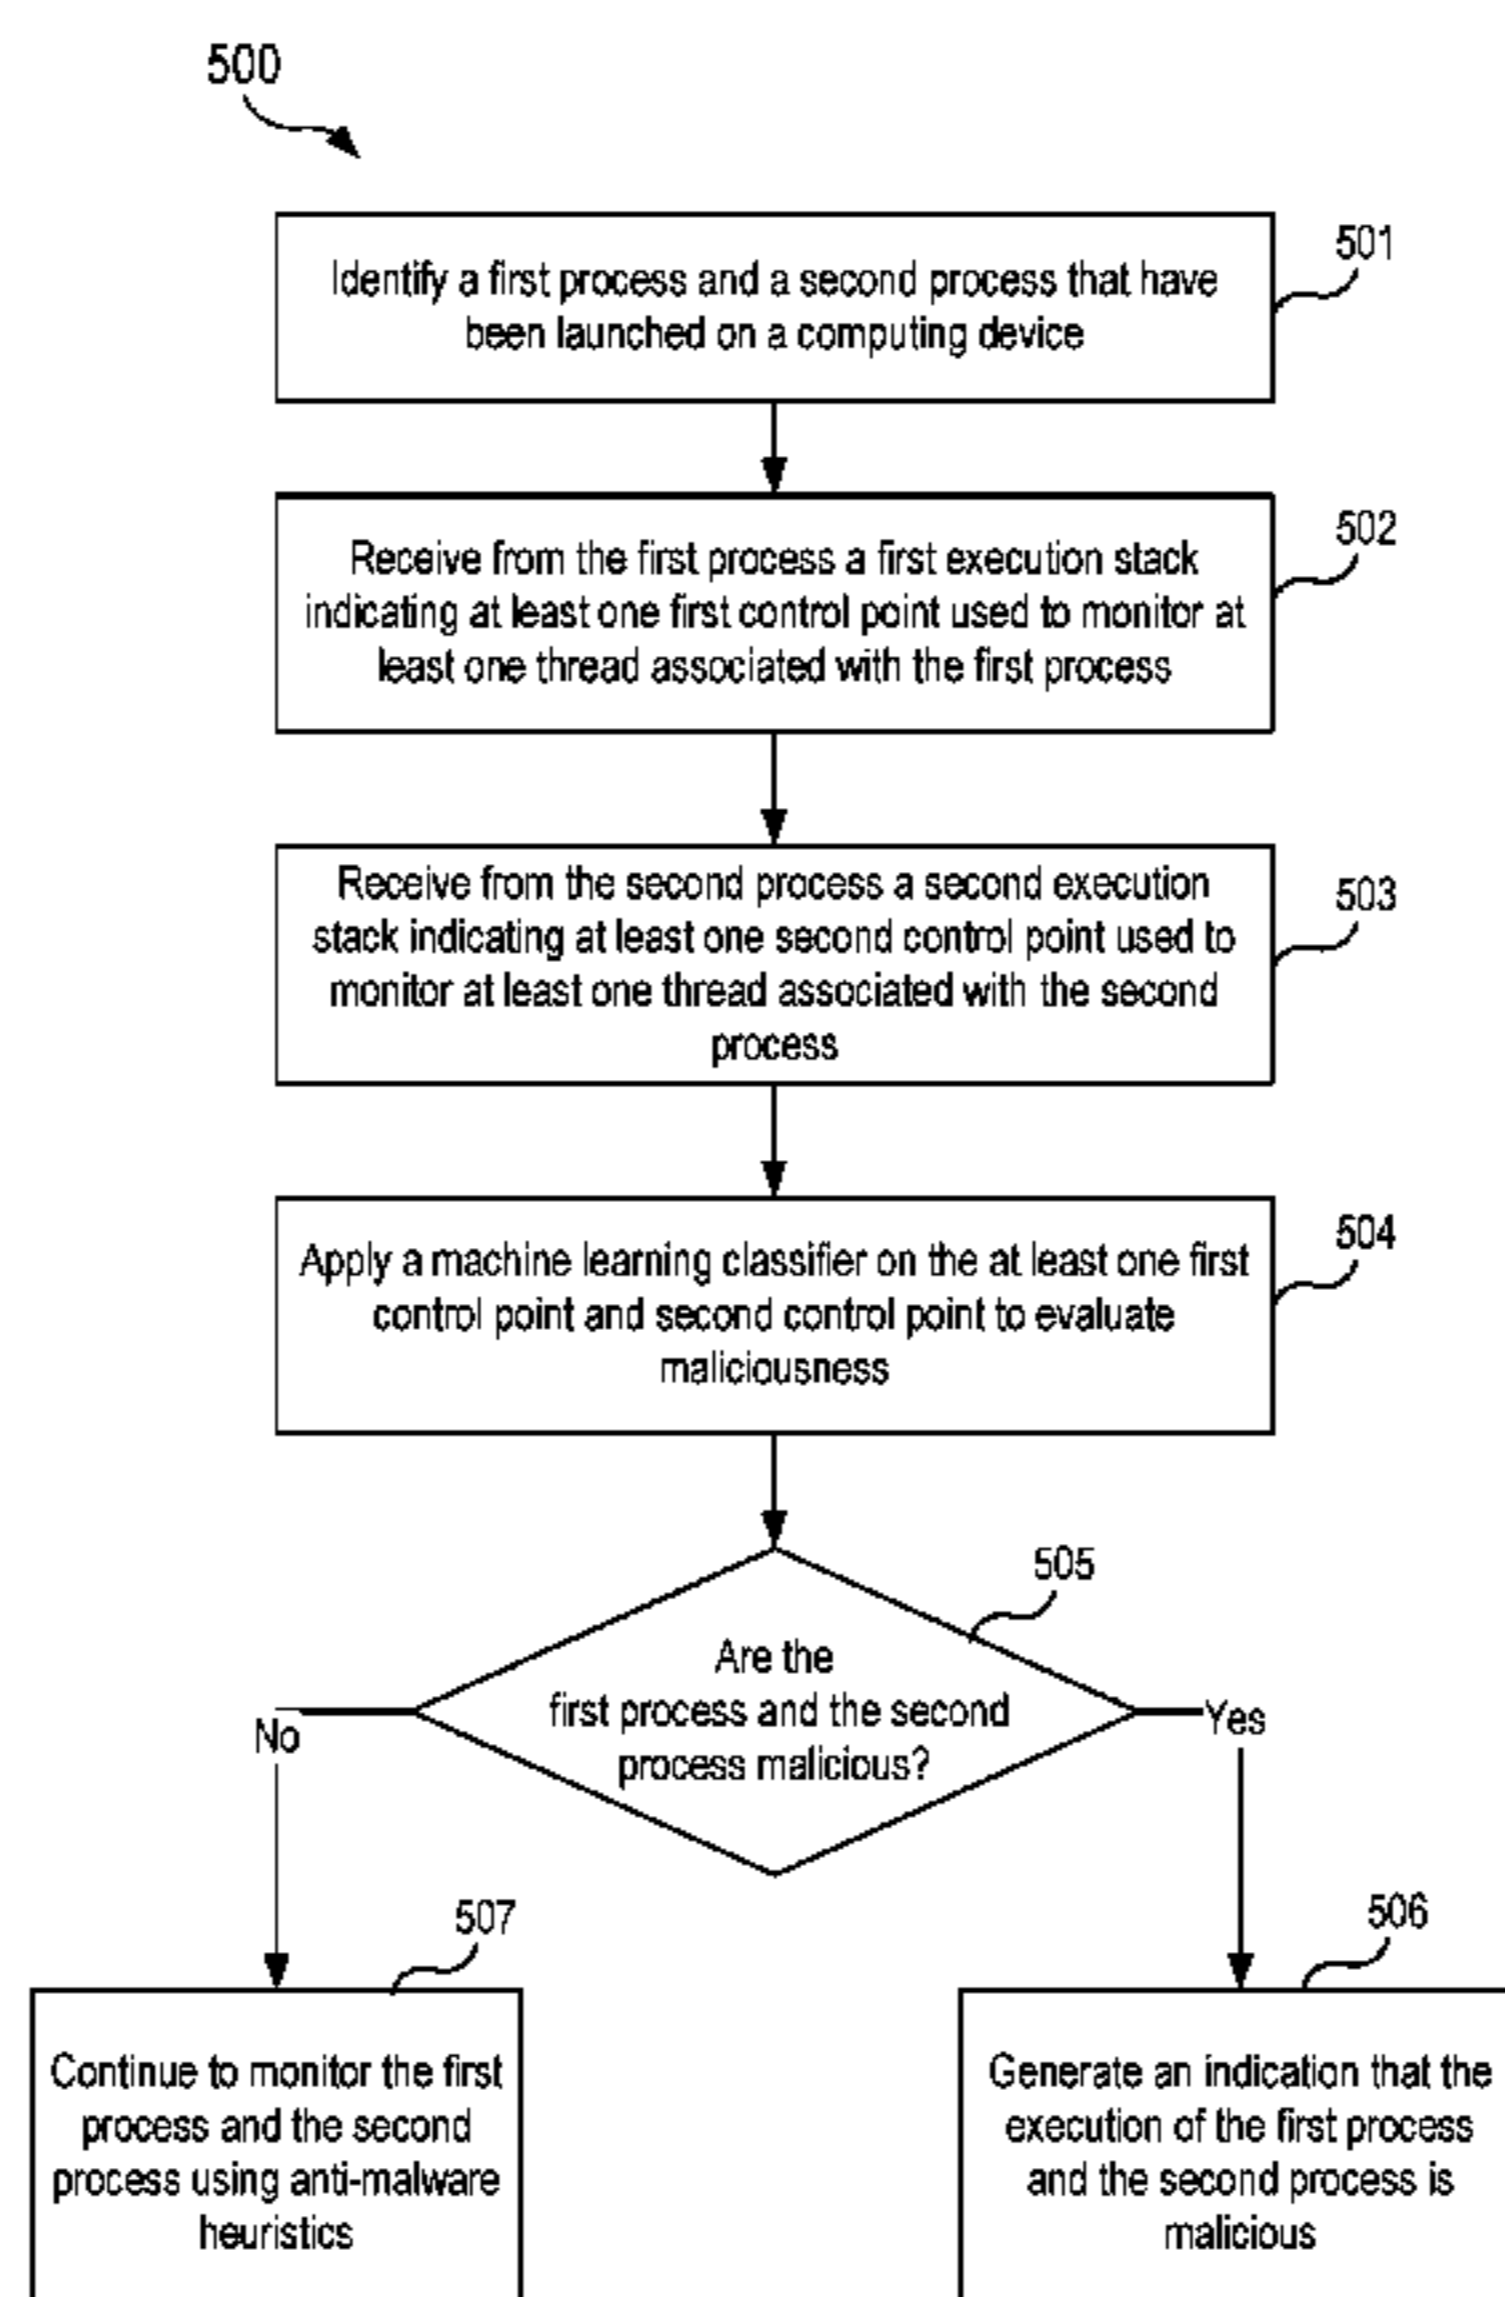 500
501
Identify a first process and a second process that have
been launched on a computing device
502
Receive from the first process a first execution stack
indicating at least one first control point used to monitor at
least one thread associated with the first process
503
Receive from the second process a second execution
stack indicating at least one second control point used to
monitor at least one thread associated with the second
process
504
Apply a machine learning classifier on the at least one first
control point and second control point to evaluate
maliciousness
505
Are the
first process and the second
process malicious?
No
Yes
507
506
Continue to monitor the first
process and the second
process using anti-malware
heuristics
Generate an indication that the
execution of the first process
and the second process is
malicious